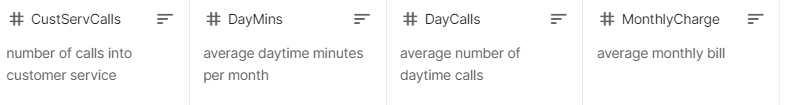 # CustServCalls
number of calls into
customer service
# DayMins
average daytime minutes
per month
# DayCalls
average number of
daytime calls
# MonthlyCharge
average monthly bill